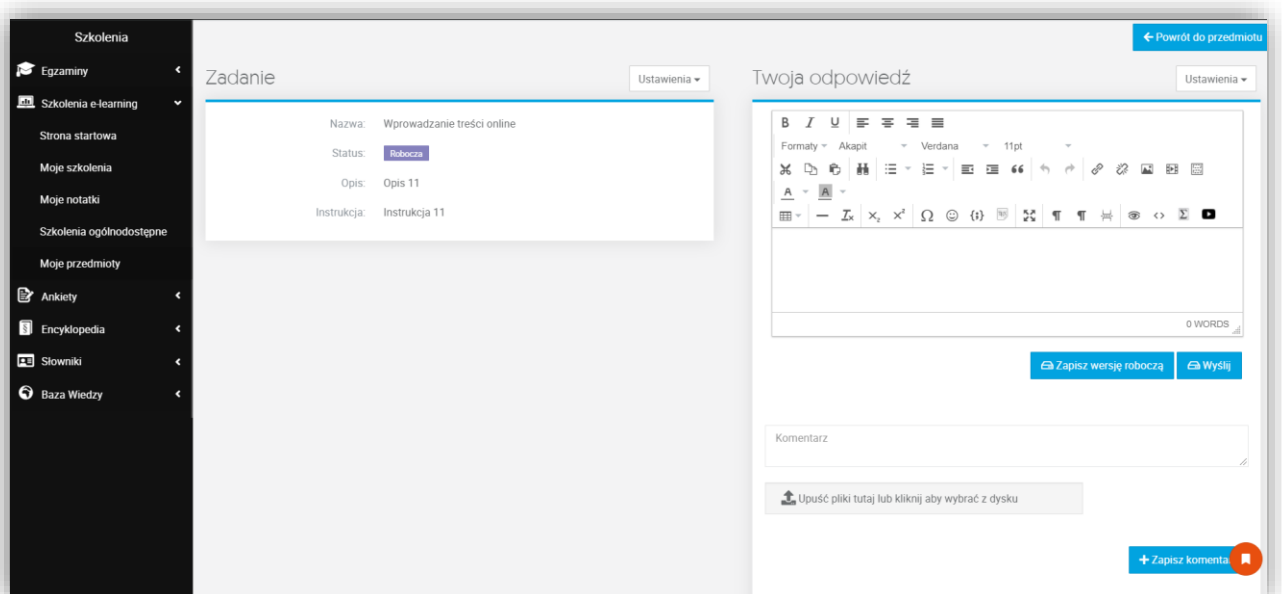 Szkolenia
Egzaminy
Szkolenia e-learning
Strona startowa
Moje szkolenia
Moje notatki
Szkolenia ogólnodostępne
Moje przedmioty
Ankiety
Encyklopedia
Słowniki
Baza Wiedzy
Powrót do przedmiotu
Zadanie
Ustawienia
Nazwa: Wprowadzanie treści online
Status: Robocza
Opis: Opis 11
Instrukcja: Instrukcja 11
Twoja odpowiedź
Ustawienia
B I U
Formaty Akapit Verdana 11pt
A A
0 WORDS
Zapisz wersję roboczą Wyślij
Komentarz
Upuść pliki tutaj lub kliknij aby wybrać z dysku
+ Zapisz komenta